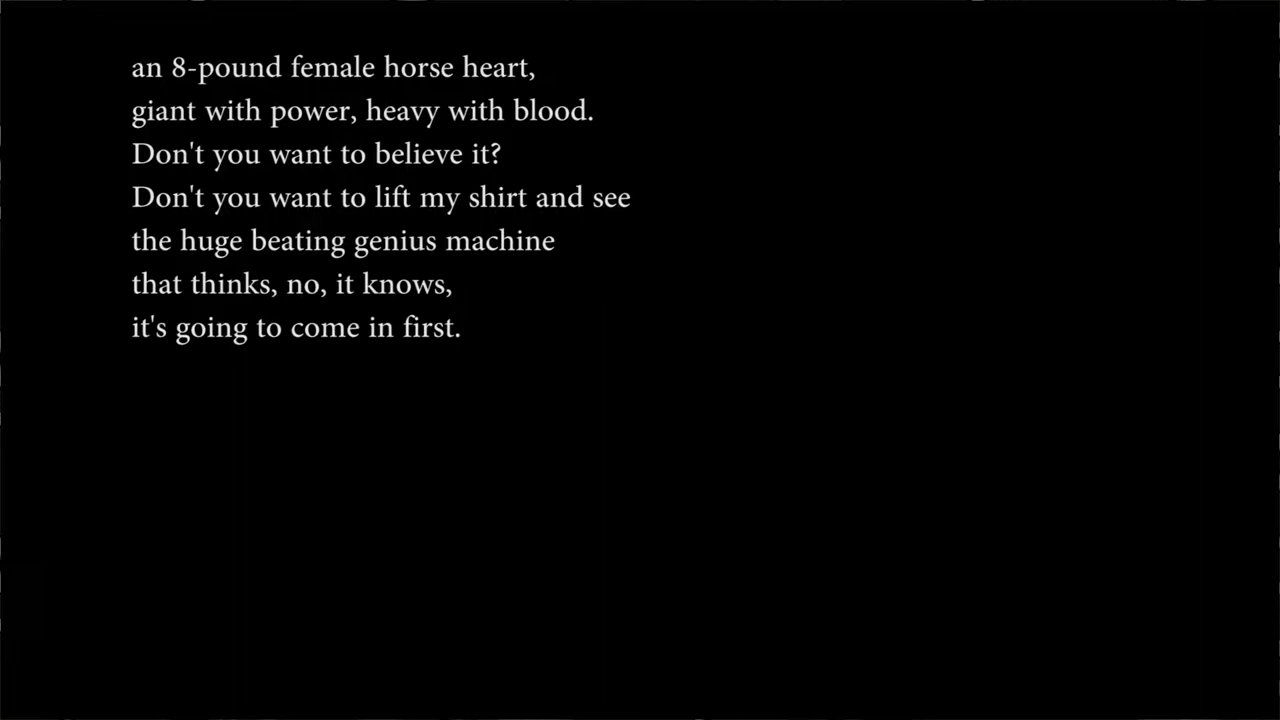 an 8-pound female horse heart,
giant with power, heavy with blood.
Don't you want to believe it?
Don't you want to lift my shirt and see
the huge beating genius machine
that thinks, no, it knows,
it's going to come in first.